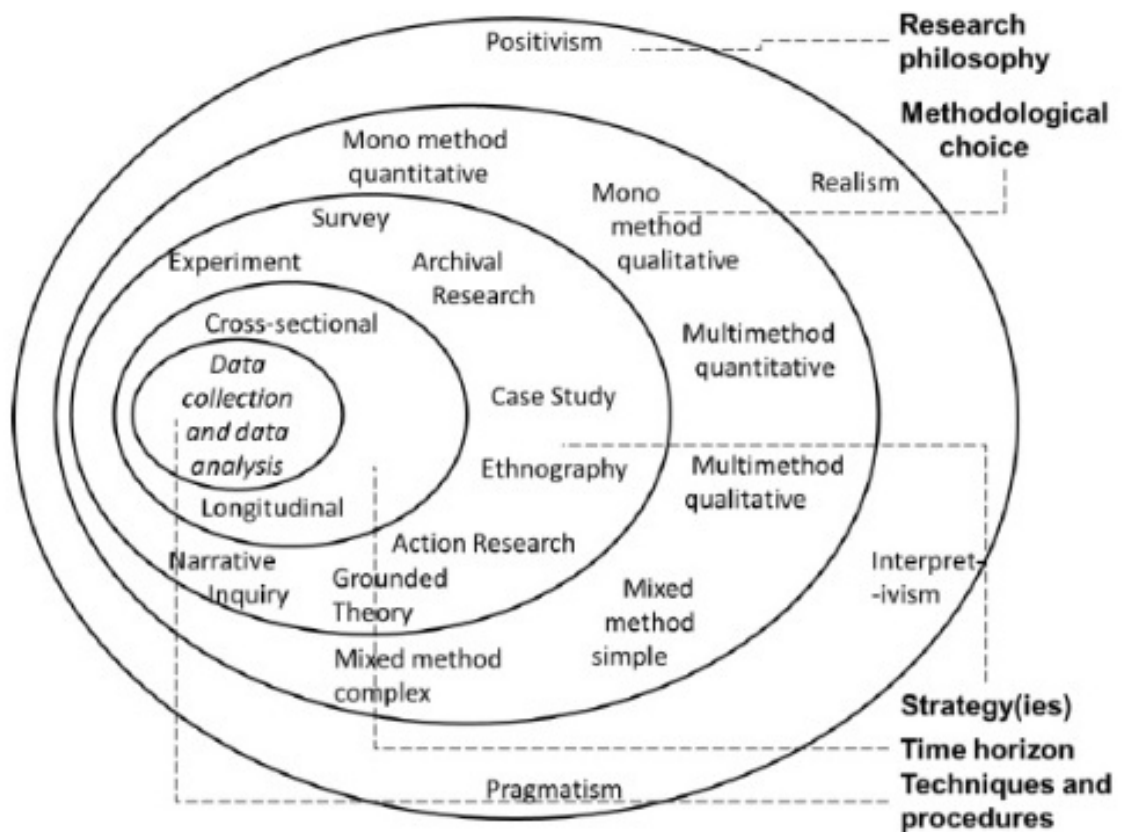 Positivism
Research
philosophy
Methodological
choice
Mono method
quantitative
Realism
Mono
method
qualitative
Survey
Experiment
Archival
Research
Cross-sectional
Multimethod
quantitative
Data
collection
and data
analysis
Case Study
Ethnography
Multimethod
qualitative
Longitudinal
Action Research
Narrative
Inquiry
Grounded
Theory
Interpret-
-ivism
Mixed
method
simple
Mixed method
complex
Strategy(ies)
Time horizon
Pragmatism
Techniques and
procedures